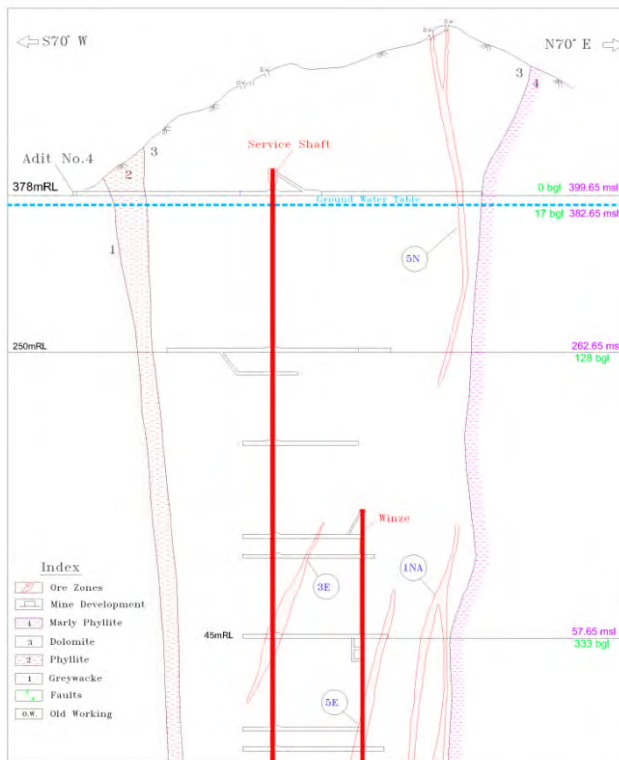 S70° W
N70° E
O.W.
O.W.
O.W.
3
4
3
2
Adit No.4
Service Shaft
378mRL
0 bgl 399.65 msl
Ground Water Table
17 bgl 382.65 msl
1
5N
250mRL
262.65 msl
128 bgl
Winze
3E
1NA
45mRL
57.65 msl
333 bgl
5E
Index
Ore Zones
Mine Development
4 Marly Phyllite
3 Dolomite
2 Phyllite
1 Greywacke
Faults
O.W. Old Working